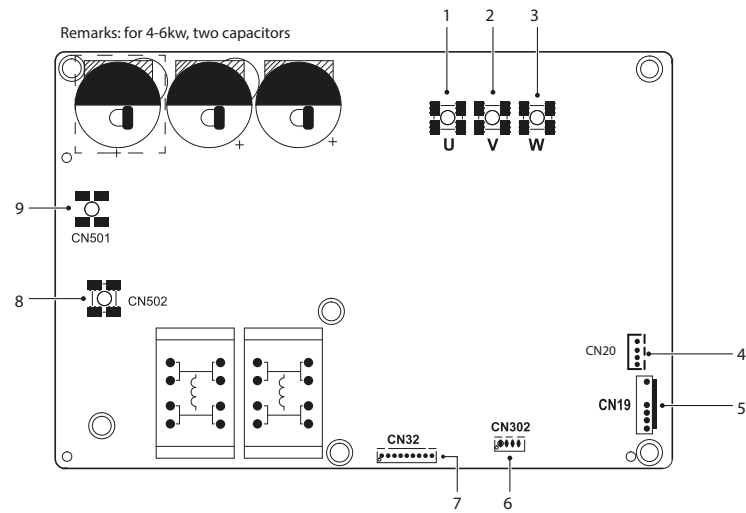 1 2 3
Remarks: for 4-6kw, two capacitors
+ + +
U V W
9
CN501
8
CN502
CN20
4
CN19
5
CN32
CN302
7
6